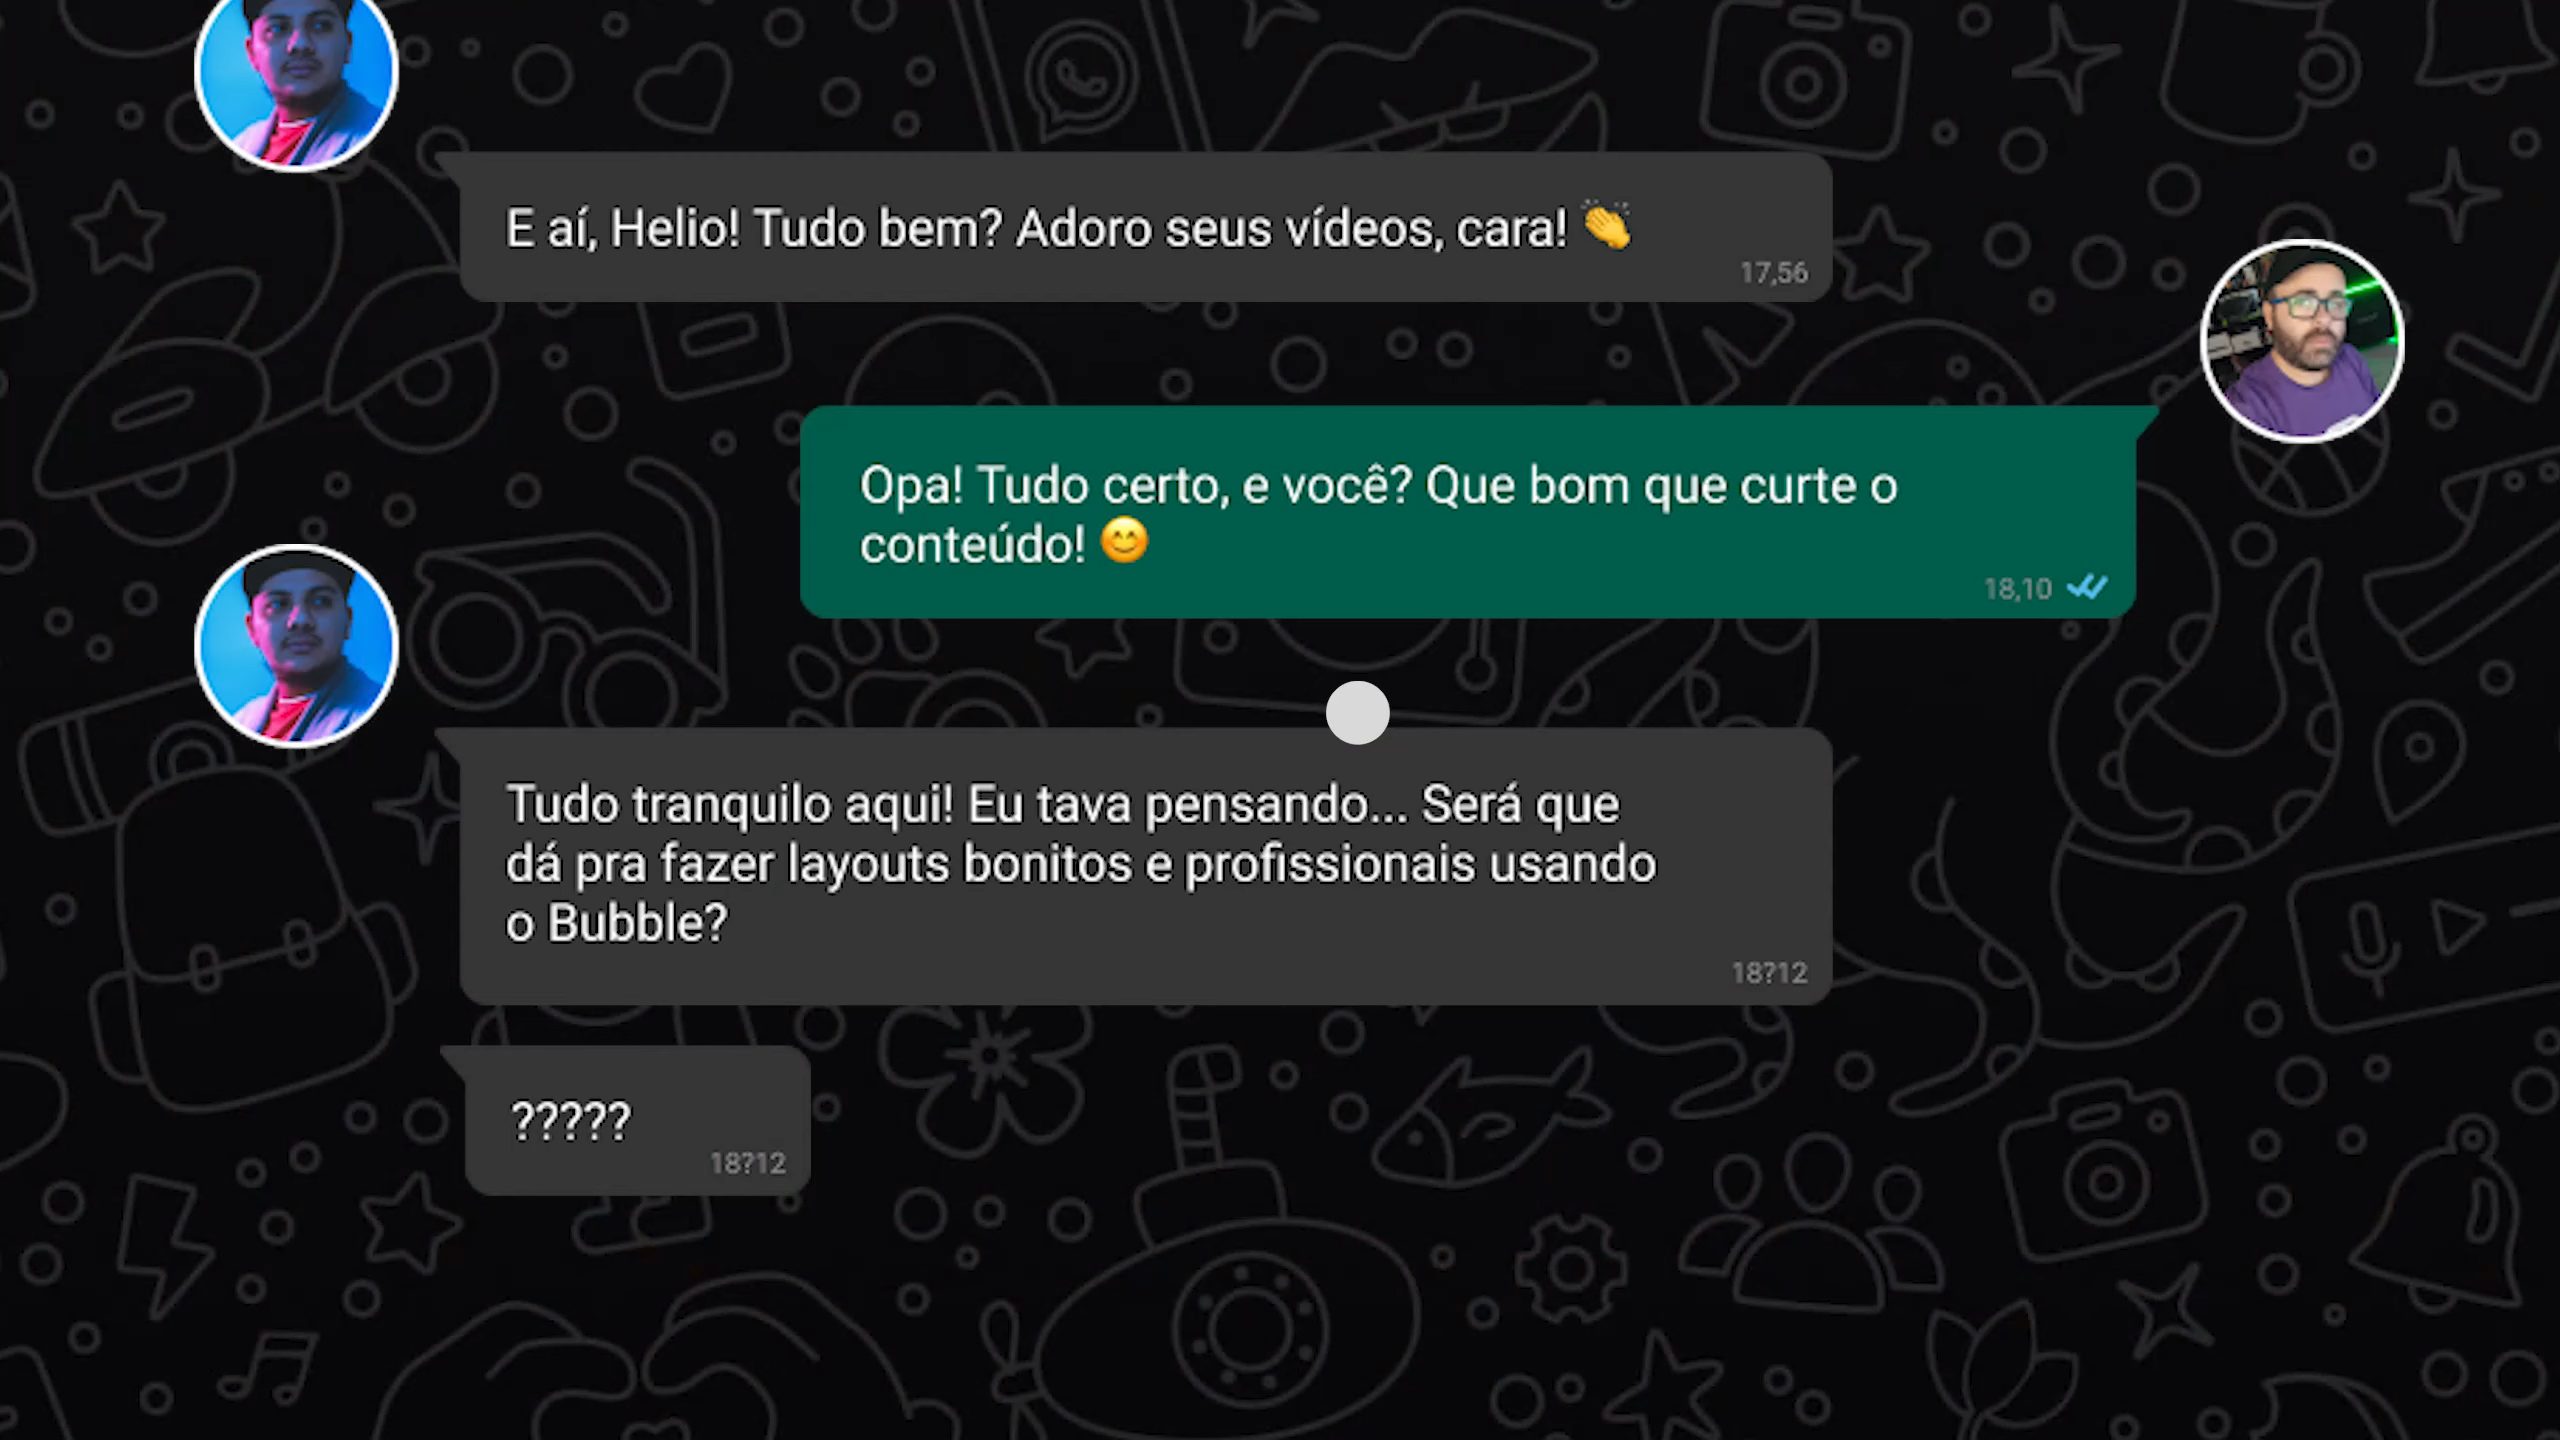 E aí, Helio! Tudo bem? Adoro seus vídeos, cara! 👏
17,56
Opa! Tudo certo, e você? Que bom que curte o
conteúdo! 😊
18,10
Tudo tranquilo aqui! Eu tava pensando... Será que
dá pra fazer layouts bonitos e profissionais usando
o Bubble?
18?12
?????
18?12